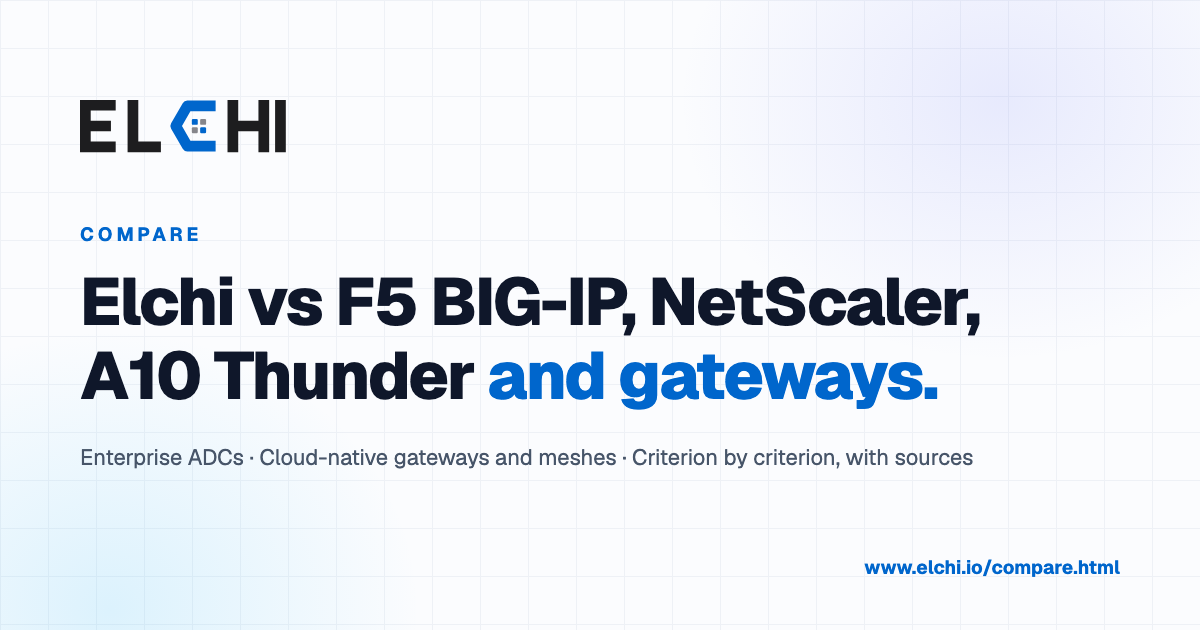 ELCHI
COMPARE
Elchi vs F5 BIG-IP, NetScaler,
A10 Thunder and gateways.
Enterprise ADCs · Cloud-native gateways and meshes · Criterion by criterion, with sources
www.elchi.io/compare.html